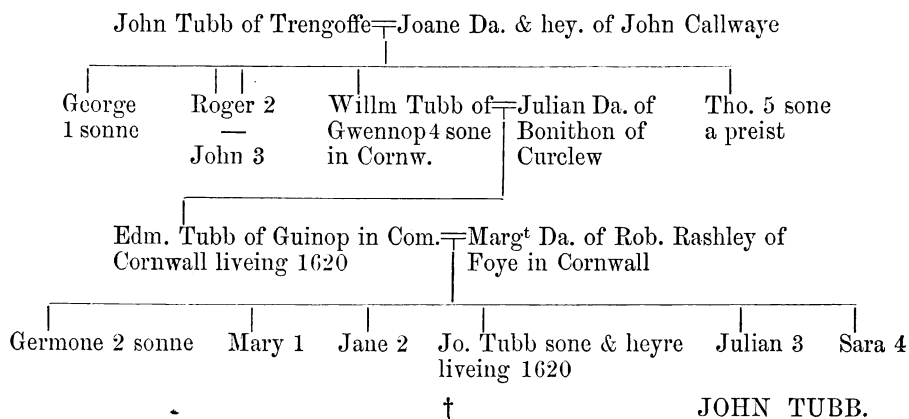 John Tubb of Trengoffe Joane Da. & hey. of John Callwaye
George
1 sonne
Roger 2
—
John 3
Willm Tubb of
Gwennop 4 sone
in Cornw.
Julian Da. of
Bonithon of
Curclew
Tho. 5 sone
a preist
Edm. Tubb of Guinop in Com.
Cornwall liveing 1620
Margᵗ Da. of Rob. Rashley of
Foye in Cornwall
Germone 2 sonne
Mary 1
Jane 2
Jo. Tubb sone & heyre
liveing 1620
Julian 3
Sara 4
† JOHN TUBB.